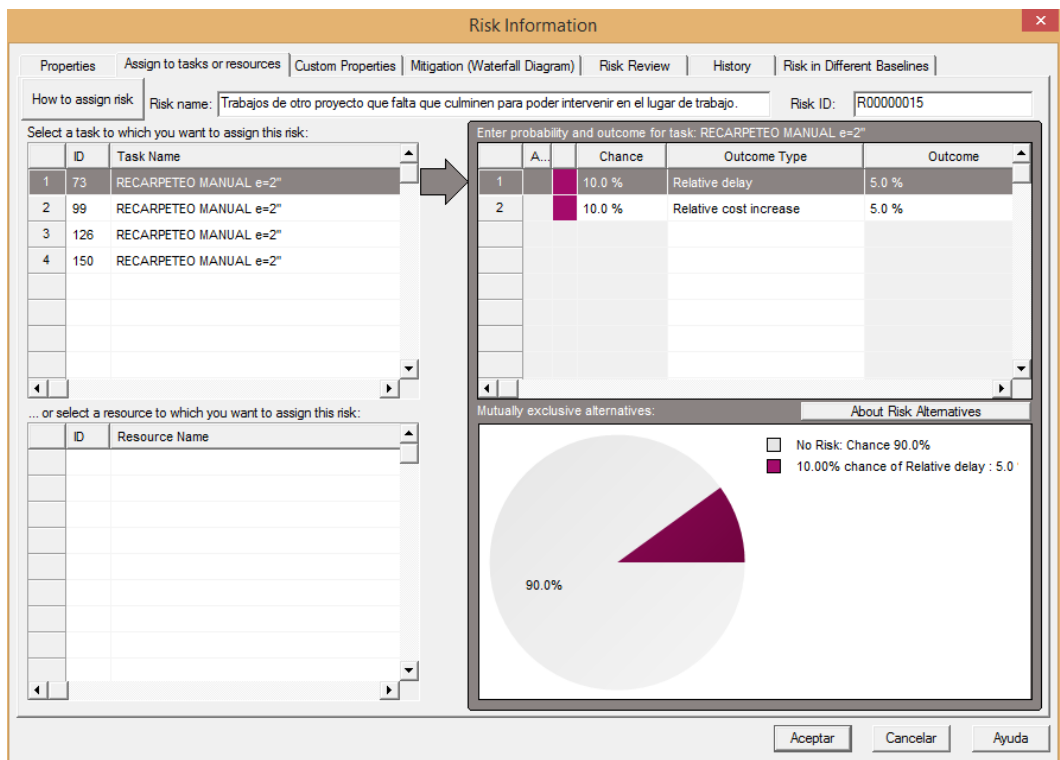 Risk Information
Properties Assign to tasks or resources Custom Properties Mitigation (Waterfall Diagram) Risk Review History Risk in Different Baselines
How to assign risk Risk name: Trabajos de otro proyecto que falta que culminen para poder intervenir en el lugar de trabajo. Risk ID: R00000015
Select a task to which you want to assign this risk:
ID Task Name
1 73 RECARPETEO MANUAL e=2"
2 99 RECARPETEO MANUAL e=2"
3 126 RECARPETEO MANUAL e=2"
4 150 RECARPETEO MANUAL e=2"
Enter probability and outcome for task: RECARPETEO MANUAL e=2"
A... Chance Outcome Type Outcome
1 10.0 % Relative delay 5.0 %
2 10.0 % Relative cost increase 5.0 %
... or select a resource to which you want to assign this risk:
ID Resource Name
Mutually exclusive alternatives: About Risk Alternatives
No Risk: Chance 90.0%
10.00% chance of Relative delay : 5.0
90.0%
Aceptar Cancelar Ayuda